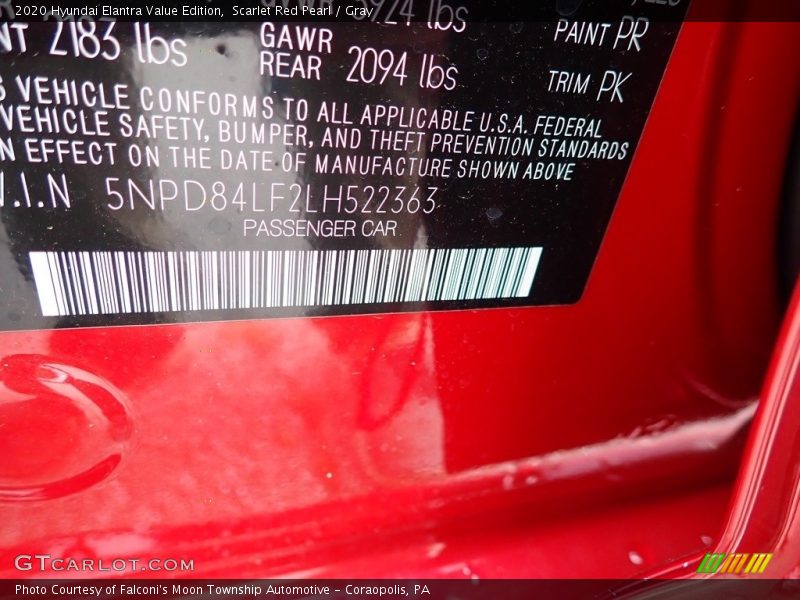 2020 Hyundai Elantra Value Edition, Scarlet Red Pearl / Gray
NT 2183 lbs
GAWR
REAR 2094 lbs
PAINT PR
TRIM PK
VEHICLE CONFORMS TO ALL APPLICABLE U.S.A. FEDERAL
VEHICLE SAFETY, BUMPER, AND THEFT PREVENTION STANDARDS
N EFFECT ON THE DATE OF MANUFACTURE SHOWN ABOVE
V.I.N 5NPD84LF2LH522363
PASSENGER CAR
GTCARLOT.COM
Photo Courtesy of Falconi's Moon Township Automotive - Coraopolis, PA